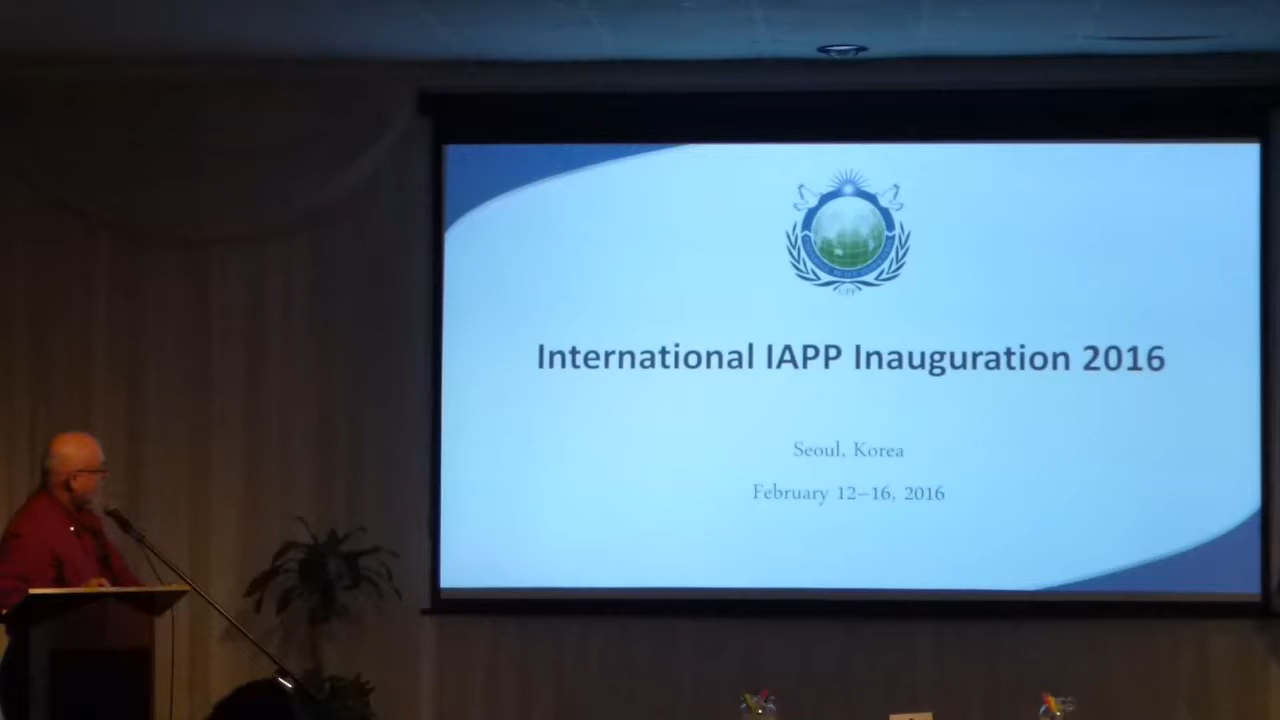 International IAPP Inauguration 2016
Seoul, Korea
February 12–16, 2016